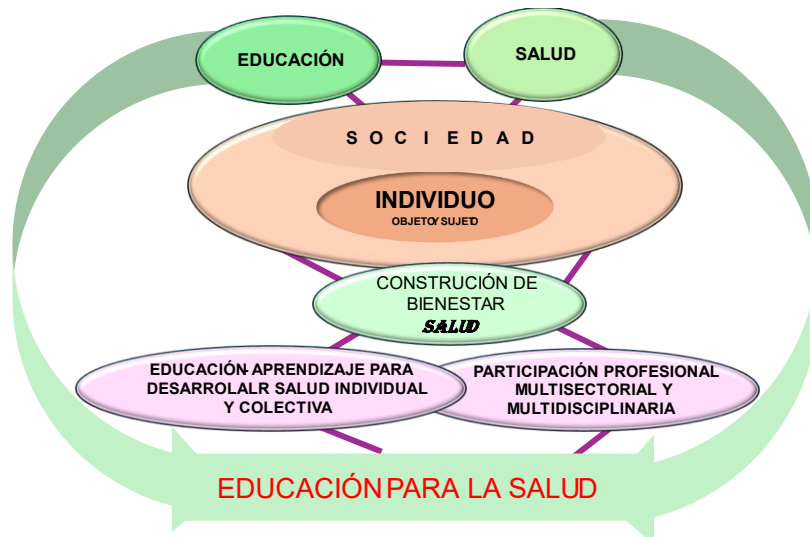 EDUCACIÓN
SALUD
S O C I E D A D
INDIVIDUO
OBJETOY SUJETO
CONSTRUCIÓN DE
BIENESTAR
SALUD
EDUCACIÓN- APRENDIZAJE PARA
DESARROLALR SALUD INDIVIDUAL
Y COLECTIVA
PARTICIPACIÓN PROFESIONAL
MULTISECTORIAL Y
MULTIDISCIPLINARIA
EDUCACIÓN PARA LA SALUD